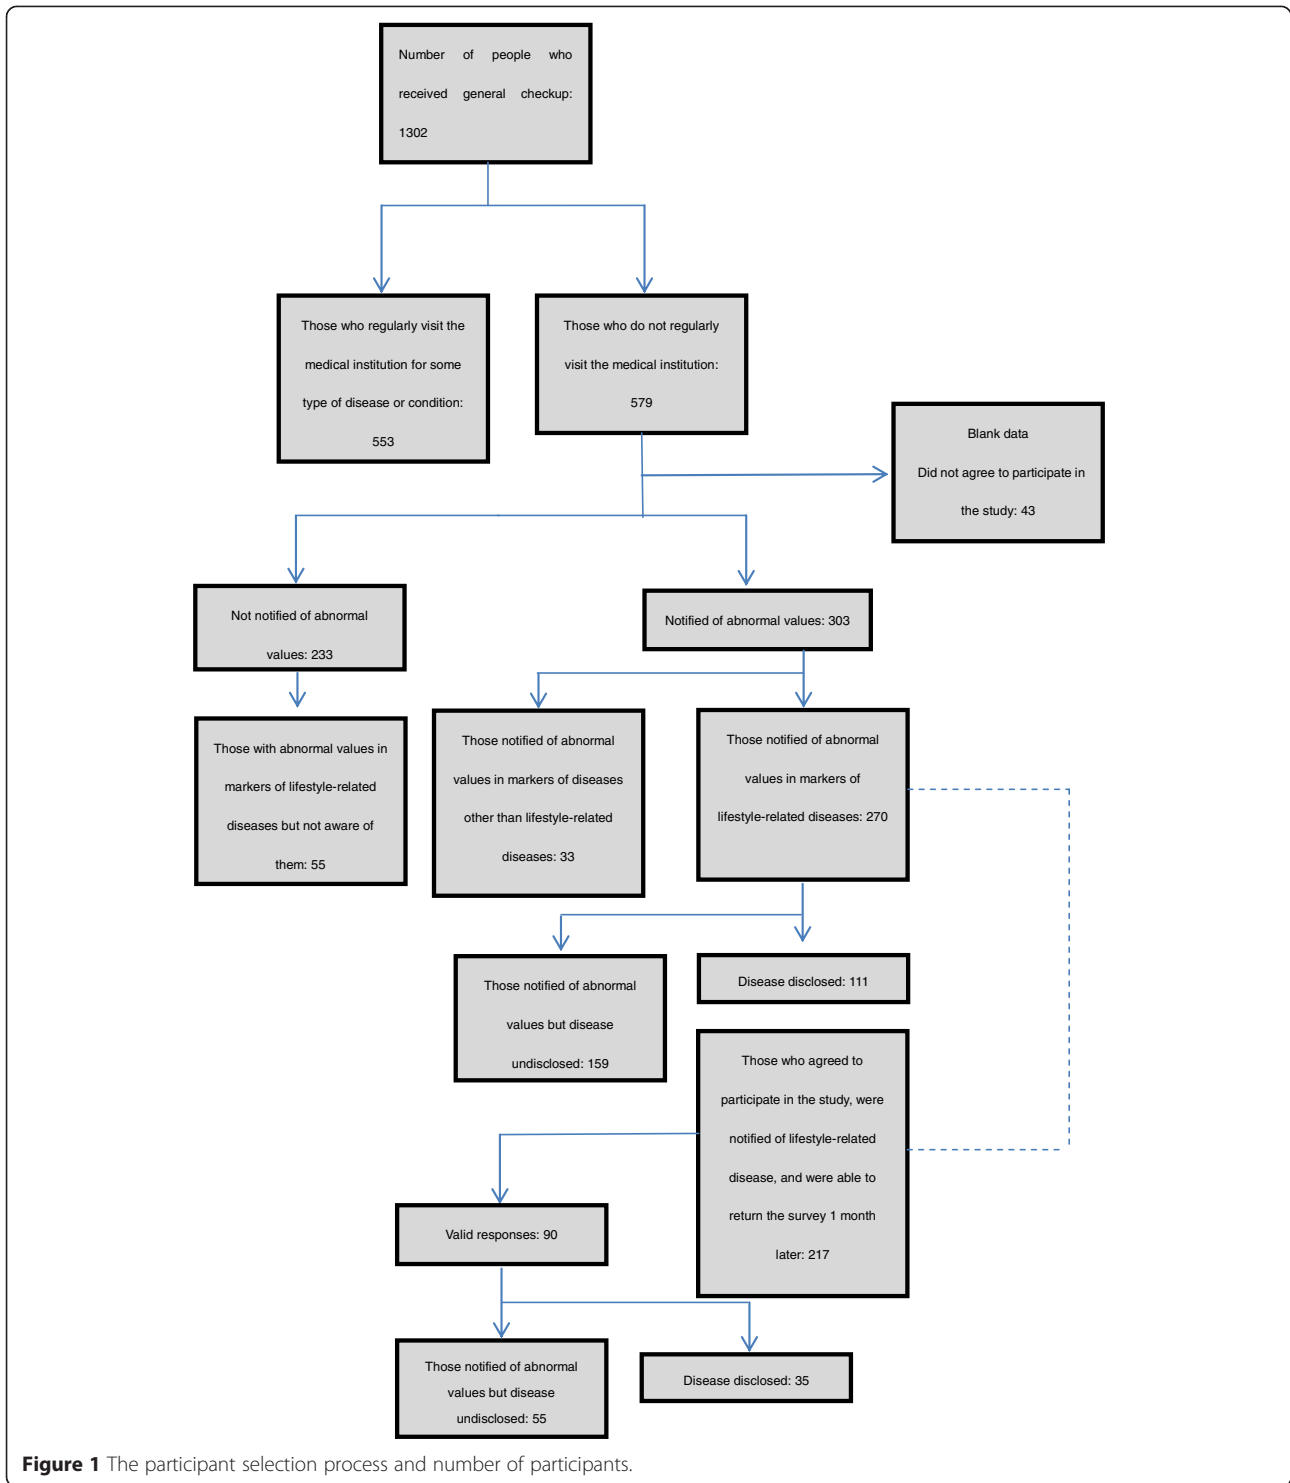 Number of people who
received general checkup:
1302
Those who regularly visit the
medical institution for some
type of disease or condition:
553
Those who do not regularly
visit the medical institution:
579
Blank data
Did not agree to participate in
the study: 43
Not notified of abnormal
values: 233
Notified of abnormal values: 303
Those with abnormal values in
markers of lifestyle-related
diseases but not aware of
them: 55
Those notified of abnormal
values in markers of diseases
other than lifestyle-related
diseases: 33
Those notified of abnormal
values in markers of
lifestyle-related diseases: 270
Those notified of abnormal
values but disease
undisclosed: 159
Disease disclosed: 111
Those who agreed to
participate in the study, were
notified of lifestyle-related
disease, and were able to
return the survey 1 month
later: 217
Valid responses: 90
Those notified of abnormal
values but disease
undisclosed: 55
Disease disclosed: 35
Figure 1 The participant selection process and number of participants.